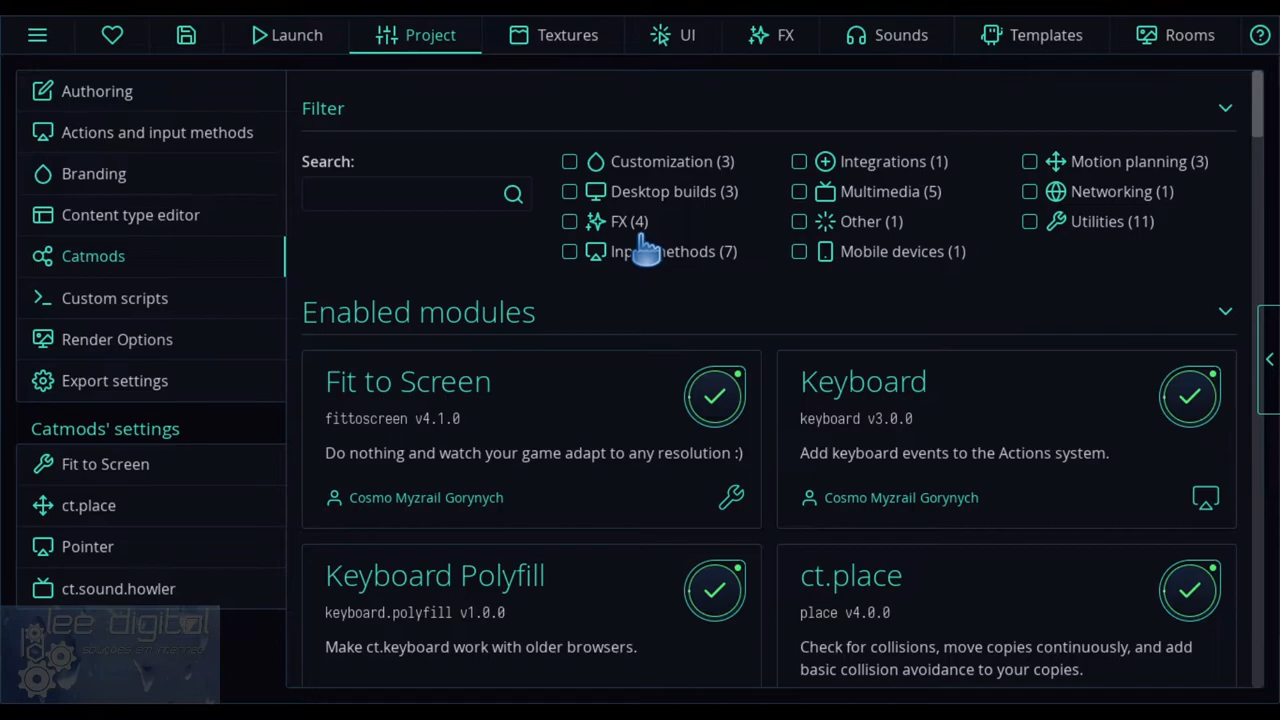 Launch
Project
Textures
UI
FX
Sounds
Templates
Rooms
Authoring
Actions and input methods
Branding
Content type editor
Catmods
Custom scripts
Render Options
Export settings
Catmods' settings
Fit to Screen
ct.place
Pointer
ct.sound.howler
lee digital
soluções em internet
Filter
Search:
Customization (3)
Desktop builds (3)
FX (4)
Input methods (7)
Integrations (1)
Multimedia (5)
Other (1)
Mobile devices (1)
Motion planning (3)
Networking (1)
Utilities (11)
Enabled modules
Fit to Screen
fittoscreen v4.1.0
Do nothing and watch your game adapt to any resolution :)
Cosmo Myzrail Gorynych
Keyboard
keyboard v3.0.0
Add keyboard events to the Actions system.
Cosmo Myzrail Gorynych
Keyboard Polyfill
keyboard.polyfill v1.0.0
Make ct.keyboard work with older browsers.
ct.place
place v4.0.0
Check for collisions, move copies continuously, and add
basic collision avoidance to your copies.